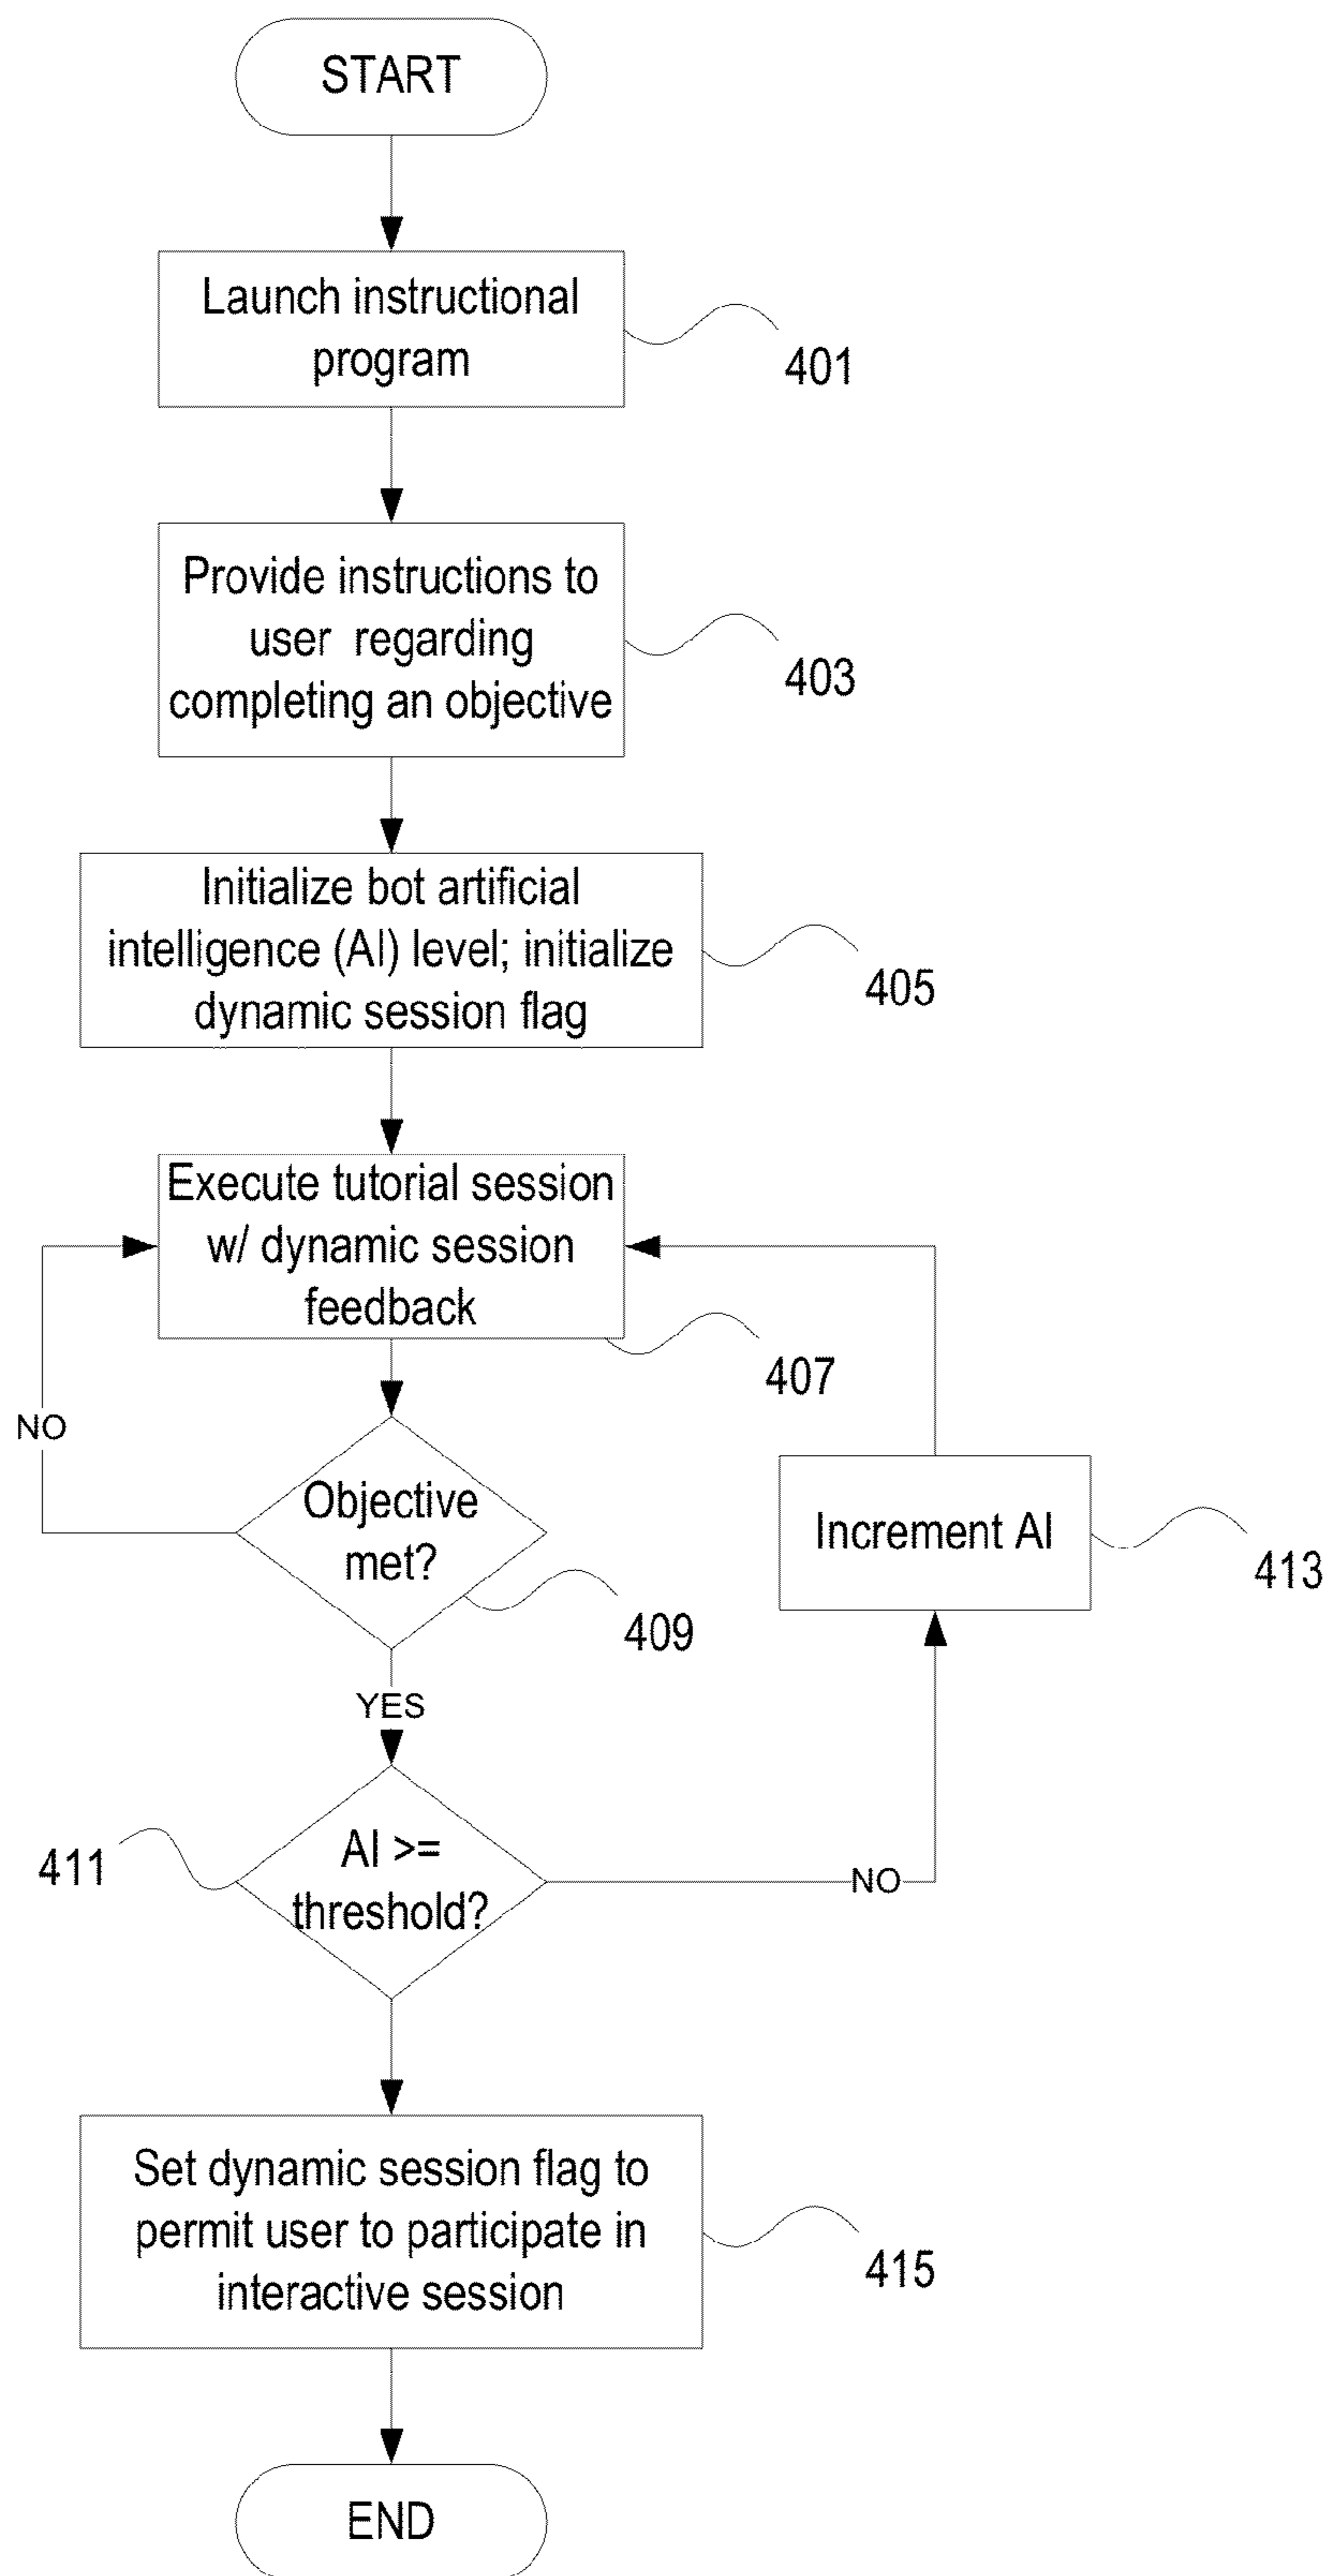 START
Launch instructional
program
401
Provide instructions to
user regarding
completing an objective
403
Initialize bot artificial
intelligence (AI) level; initialize
dynamic session flag
405
Execute tutorial session
w/ dynamic session
feedback
407
NO
Objective
met?
409
Increment AI
413
YES
411
AI >=
threshold?
NO
Set dynamic session flag to
permit user to participate in
interactive session
415
END